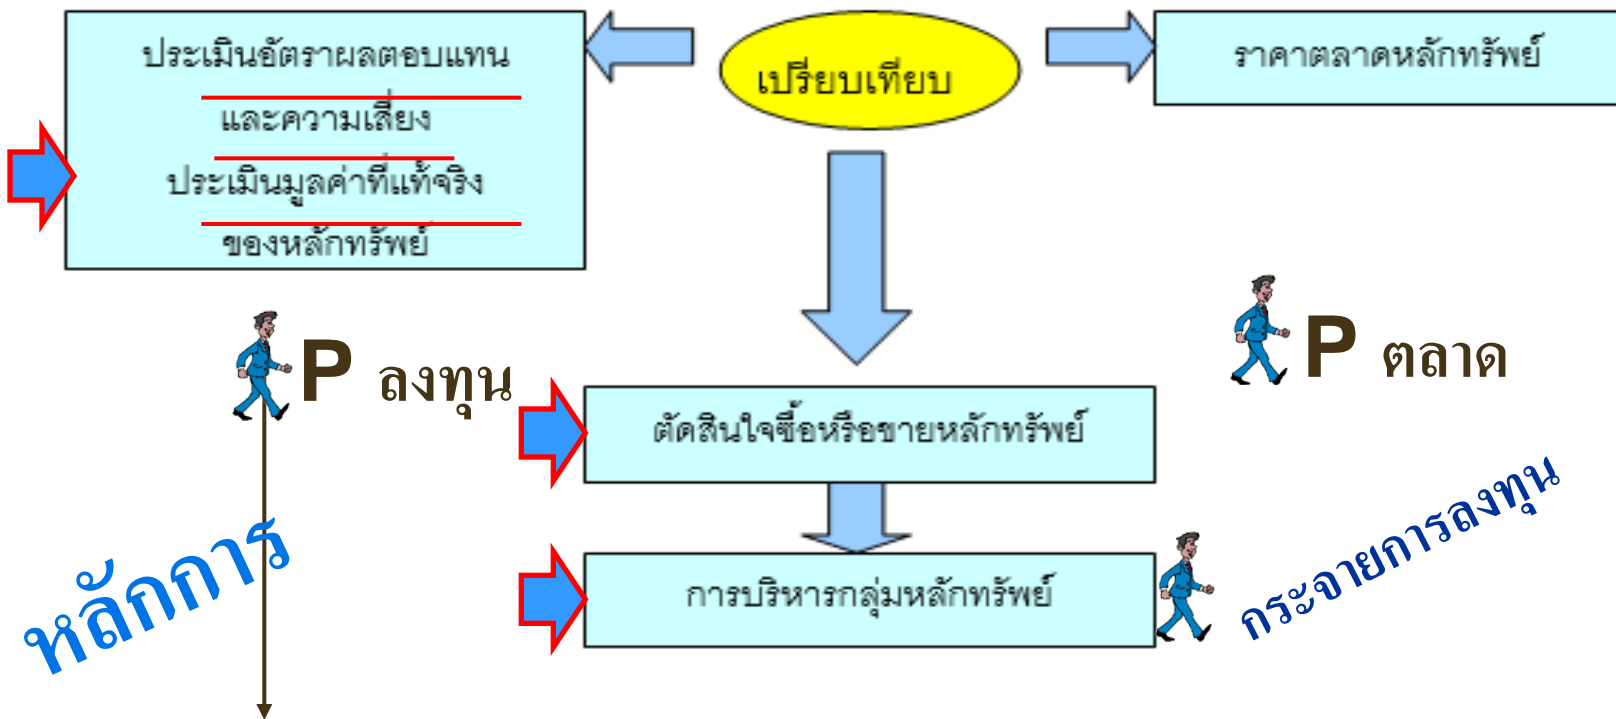 ประเมินอัตราผลตอบแทน
และความเสี่ยง
ประเมินมูลค่าที่แท้จริง
ของหลักทรัพย์
เปรียบเทียบ
ราคาตลาดหลักทรัพย์
P ลงทุน
P ตลาด
ตัดสินใจซื้อหรือขายหลักทรัพย์
หลักการ
การบริหารกลุ่มหลักทรัพย์
กระจายการลงทุน